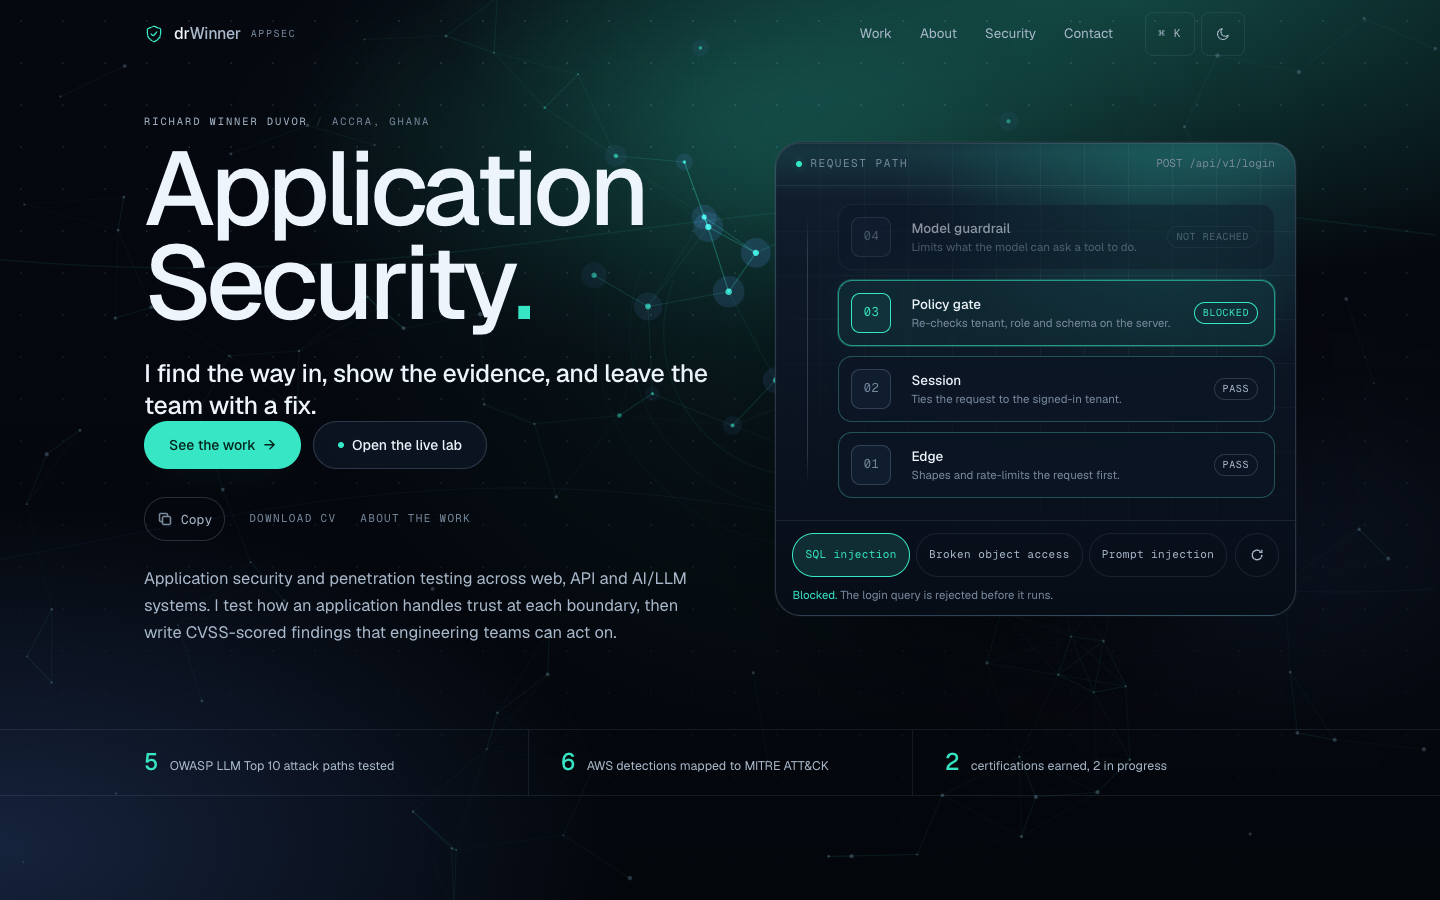 drWinner APPSEC
Work About Security Contact ⌘ K
RICHARD WINNER DUVOR / ACCRA, GHANA
Application
Security.
I find the way in, show the evidence, and leave the
team with a fix.
See the work →
Open the live lab
Copy
DOWNLOAD CV
ABOUT THE WORK
Application security and penetration testing across web, API and AI/LLM
systems. I test how an application handles trust at each boundary, then
write CVSS-scored findings that engineering teams can act on.
REQUEST PATH
POST /api/v1/login
04
Model guardrail
Limits what the model can ask a tool to do.
NOT REACHED
03
Policy gate
Re-checks tenant, role and schema on the server.
BLOCKED
02
Session
Ties the request to the signed-in tenant.
PASS
01
Edge
Shapes and rate-limits the request first.
PASS
SQL injection
Broken object access
Prompt injection
Blocked. The login query is rejected before it runs.
5 OWASP LLM Top 10 attack paths tested
6 AWS detections mapped to MITRE ATT&CK
2 certifications earned, 2 in progress